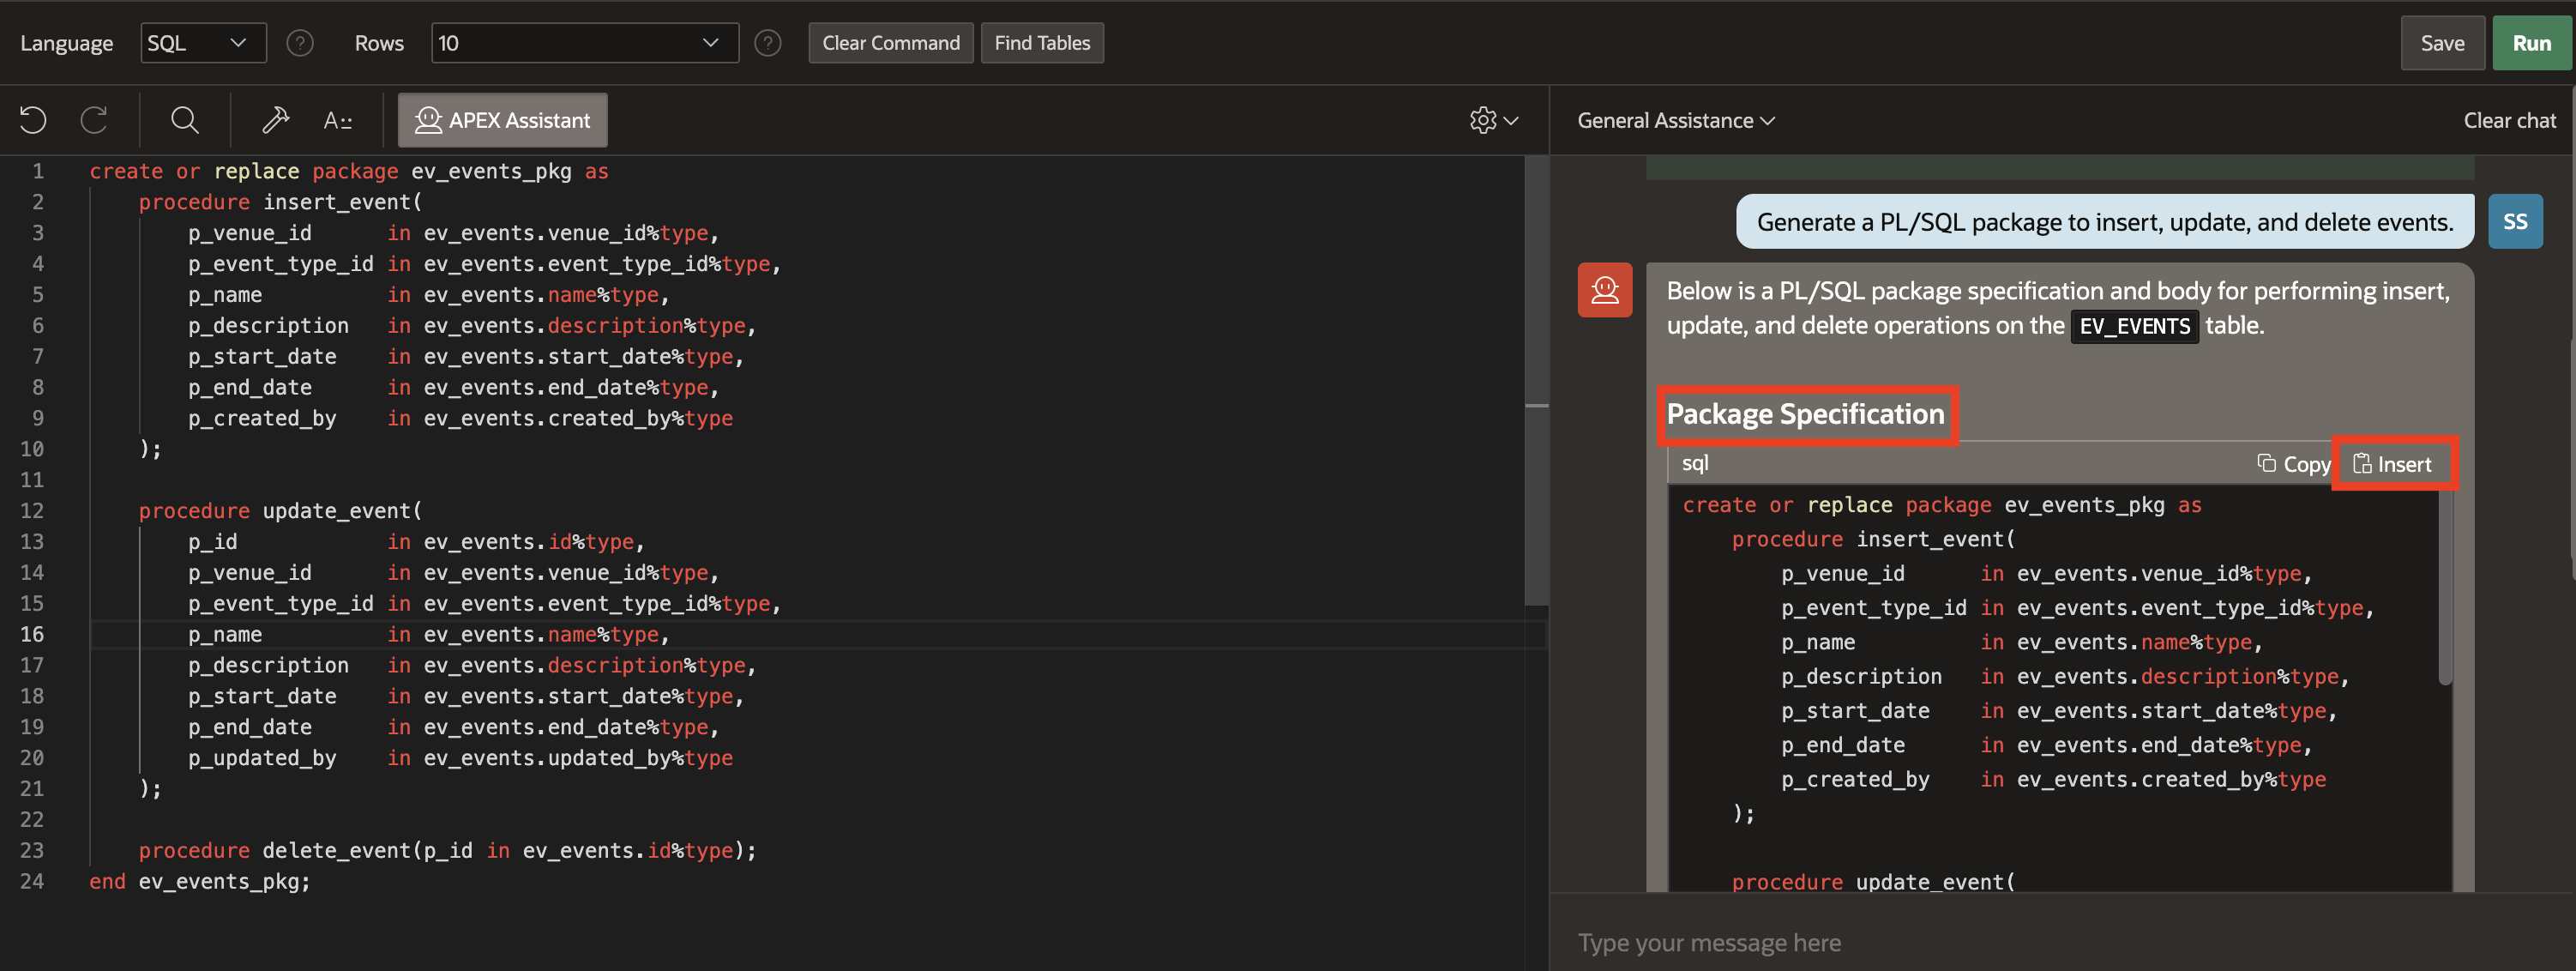 Language SQL Rows 10 Clear Command Find Tables Save Run
APEX Assistant
General Assistance Clear chat
1 create or replace package ev_events_pkg as
2     procedure insert_event(
3         p_venue_id      in ev_events.venue_id%type,
4         p_event_type_id in ev_events.event_type_id%type,
5         p_name          in ev_events.name%type,
6         p_description   in ev_events.description%type,
7         p_start_date    in ev_events.start_date%type,
8         p_end_date      in ev_events.end_date%type,
9         p_created_by    in ev_events.created_by%type
10     );
11
12     procedure update_event(
13         p_id            in ev_events.id%type,
14         p_venue_id      in ev_events.venue_id%type,
15         p_event_type_id in ev_events.event_type_id%type,
16         p_name          in ev_events.name%type,
17         p_description   in ev_events.description%type,
18         p_start_date    in ev_events.start_date%type,
19         p_end_date      in ev_events.end_date%type,
20         p_updated_by    in ev_events.updated_by%type
21     );
22
23     procedure delete_event(p_id in ev_events.id%type);
24 end ev_events_pkg;
Generate a PL/SQL package to insert, update, and delete events. SS
Below is a PL/SQL package specification and body for performing insert,
update, and delete operations on the EV_EVENTS table.
Package Specification
sql Copy Insert
create or replace package ev_events_pkg as
    procedure insert_event(
        p_venue_id      in ev_events.venue_id%type,
        p_event_type_id in ev_events.event_type_id%type,
        p_name          in ev_events.name%type,
        p_description   in ev_events.description%type,
        p_start_date    in ev_events.start_date%type,
        p_end_date      in ev_events.end_date%type,
        p_created_by    in ev_events.created_by%type
    );
    procedure update_event(
Type your message here